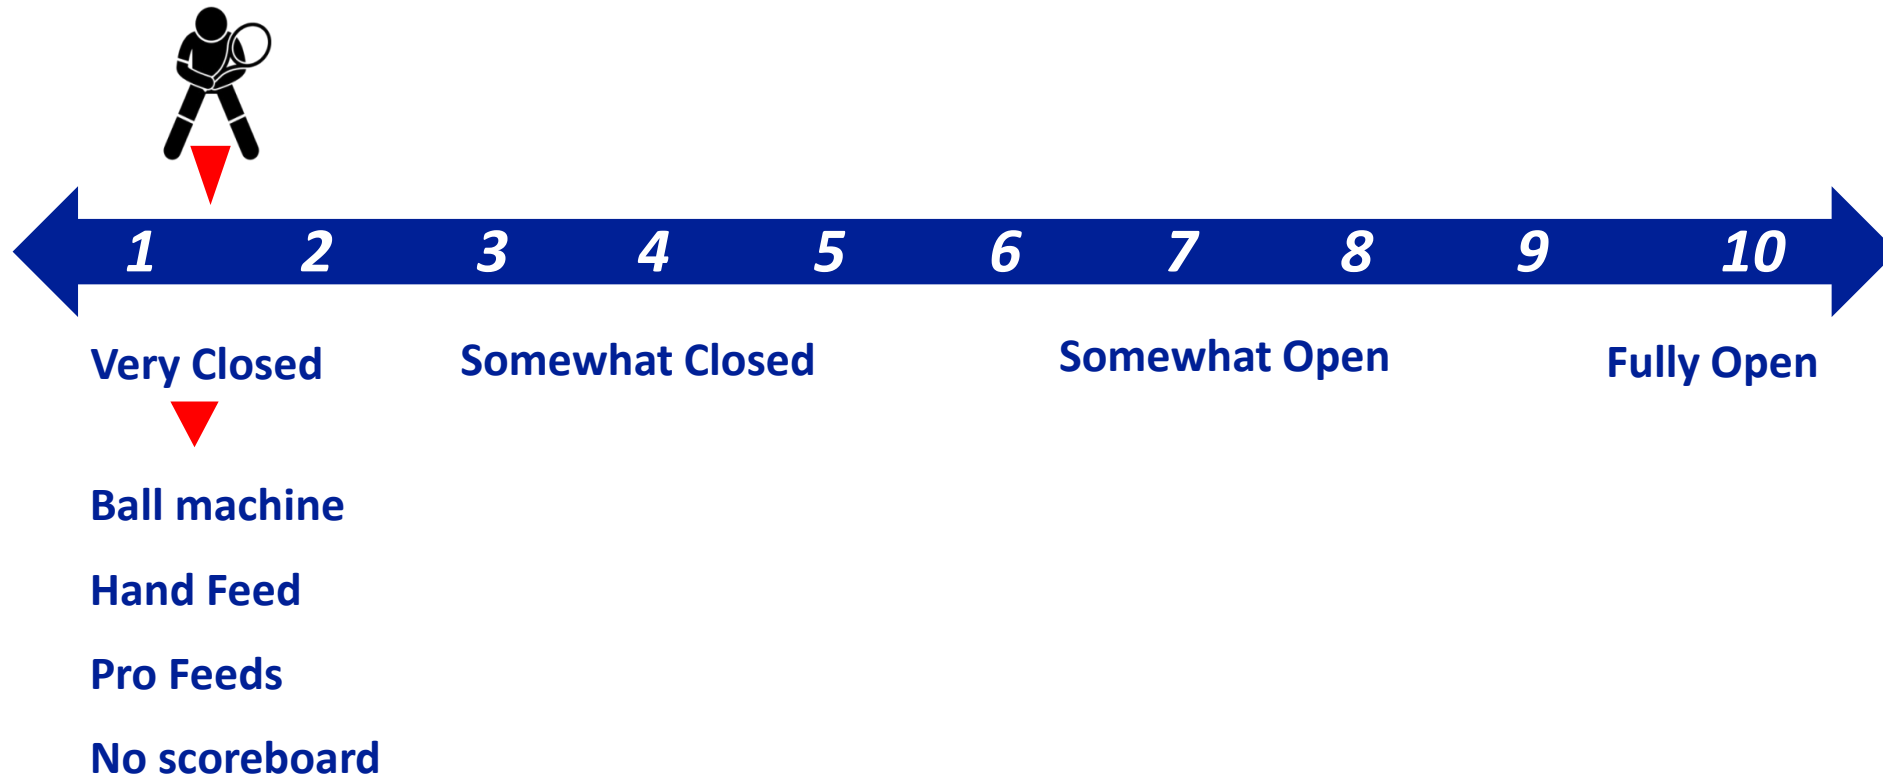 1 2 3 4 5 6 7 8 9 10
Very Closed Somewhat Closed Somewhat Open Fully Open
Ball machine
Hand Feed
Pro Feeds
No scoreboard